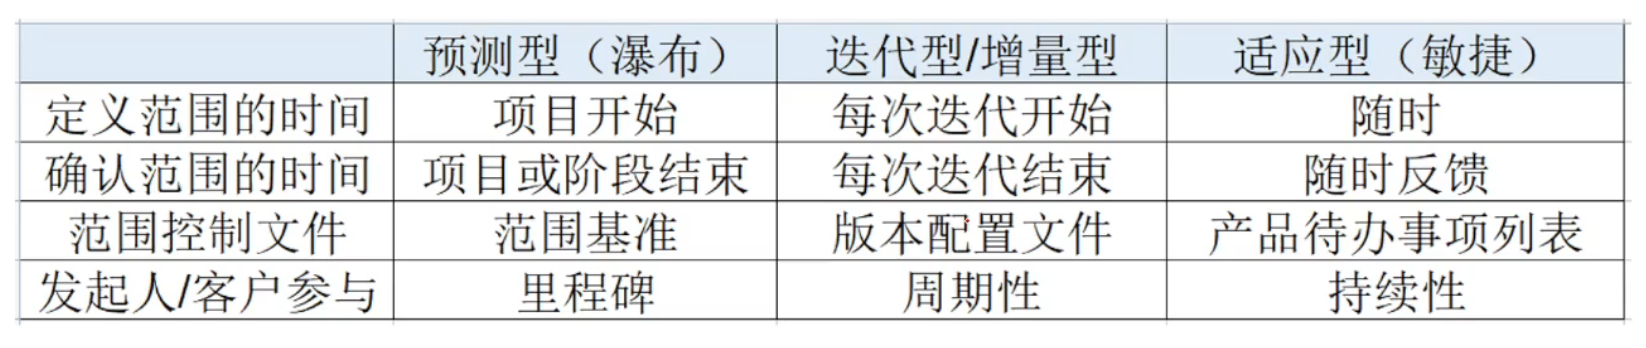 预测型（瀑布） 迭代型/增量型 适应型（敏捷）
定义范围的时间 项目开始 每次迭代开始 随时
确认范围的时间 项目或阶段结束 每次迭代结束 随时反馈
范围控制文件 范围基准 版本配置文件 产品待办事项列表
发起人/客户参与 里程碑 周期性 持续性